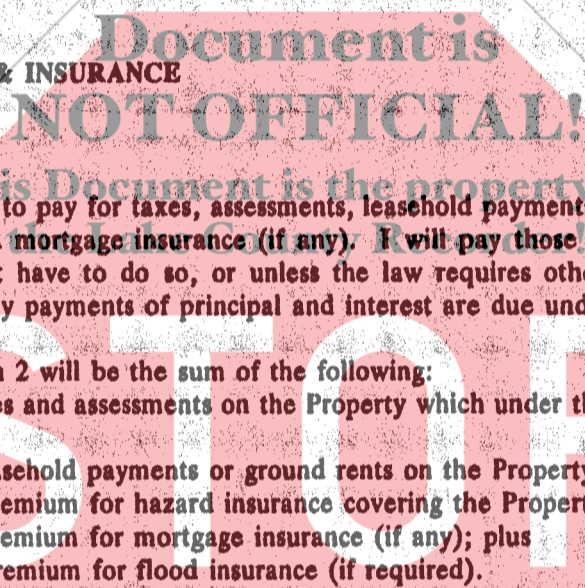 Document is
& INSURANCE
NOT OFFICIAL!
is Document is the property
to pay for taxes, assessments, leasehold payment
mortgage insurance (if any). I will pay those
the Lake County Recorder!
have to do so, or unless the law requires oth
y payments of principal and interest are due und
STOP
n 2 will be the sum of the following:
es and assessments on the Property which under th
sehold payments or ground rents on the Propert
emium for hazard insurance covering the Proper
emium for mortgage insurance (if any); plus
remium for flood insurance (if required).